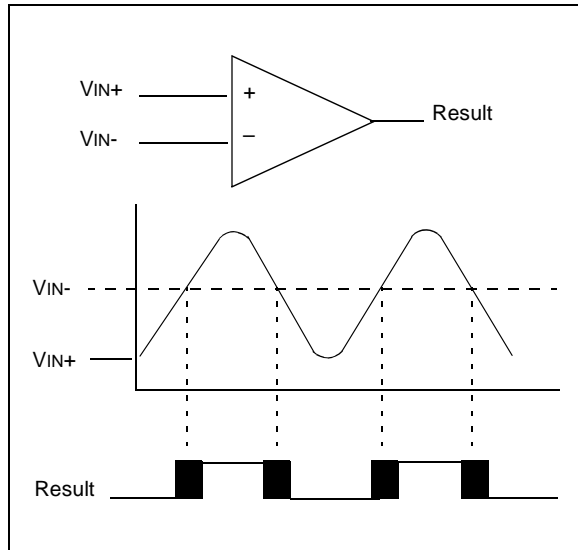 VIN+
+
Result
VIN-
–
VIN-
VIN+
Result